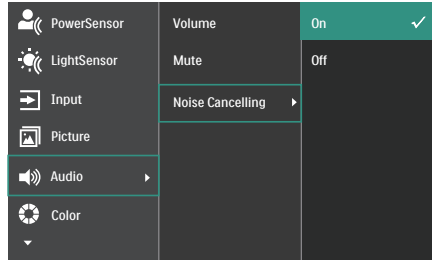 PowerSensor
LightSensor
Input
Picture
Audio
Color
Volume
Mute
Noise Cancelling
On
Off